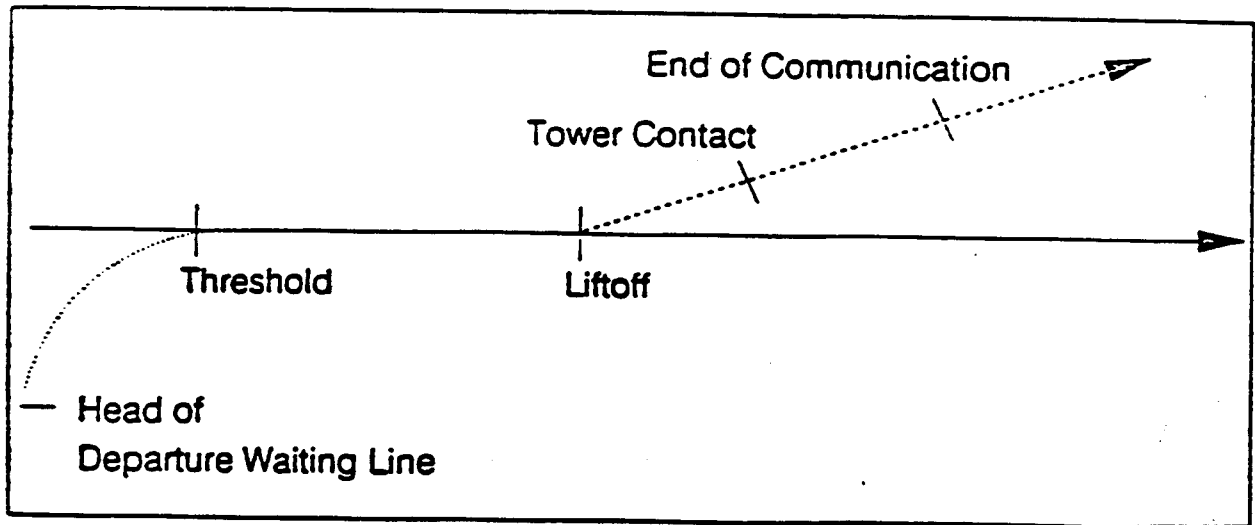 End of Communication
Tower Contact
Threshold
Liftoff
Head of
Departure Waiting Line